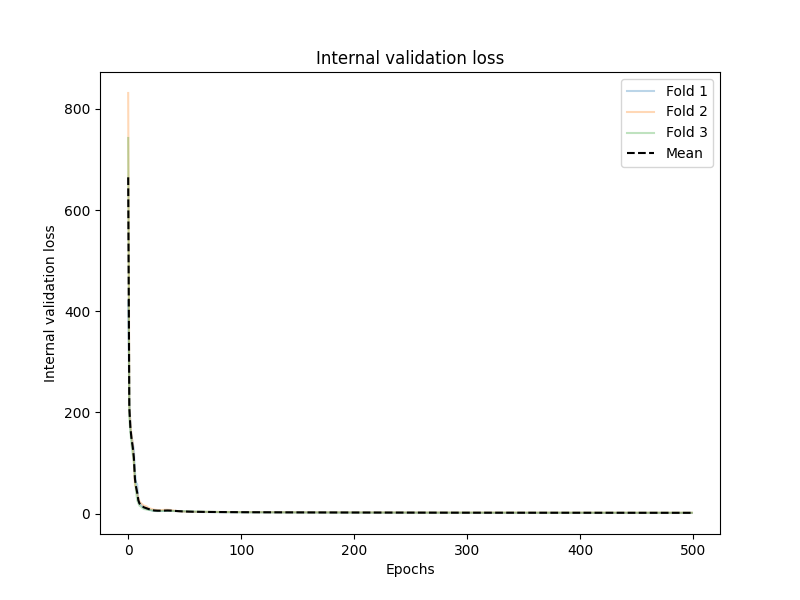 Internal validation loss
Fold 1
Fold 2
Fold 3
Mean
800
600
400
200
0
Internal validation loss
0 100 200 300 400 500
Epochs